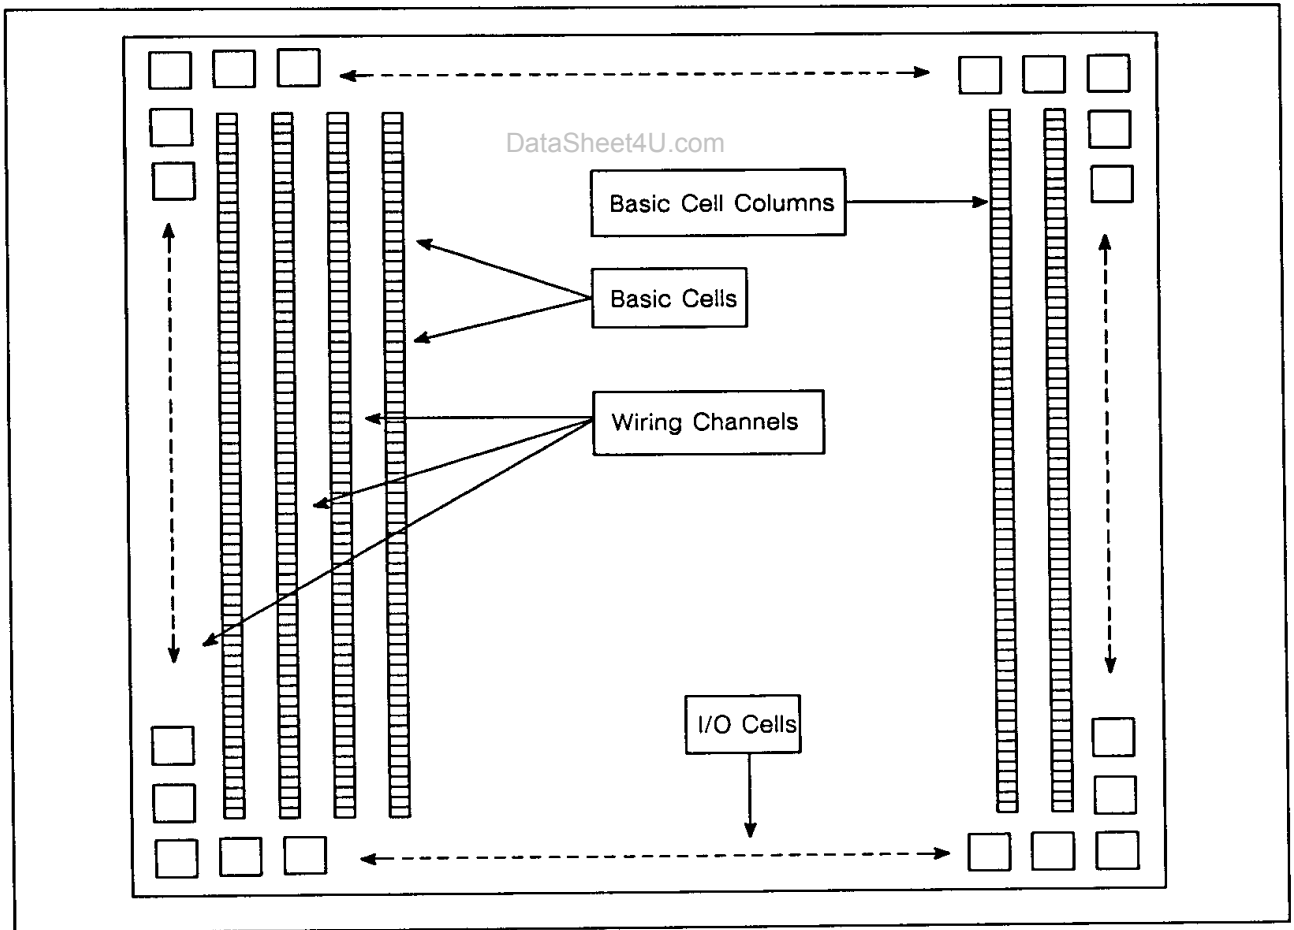 DataSheet4U.com
Basic Cell Columns
Basic Cells
Wiring Channels
I/O Cells